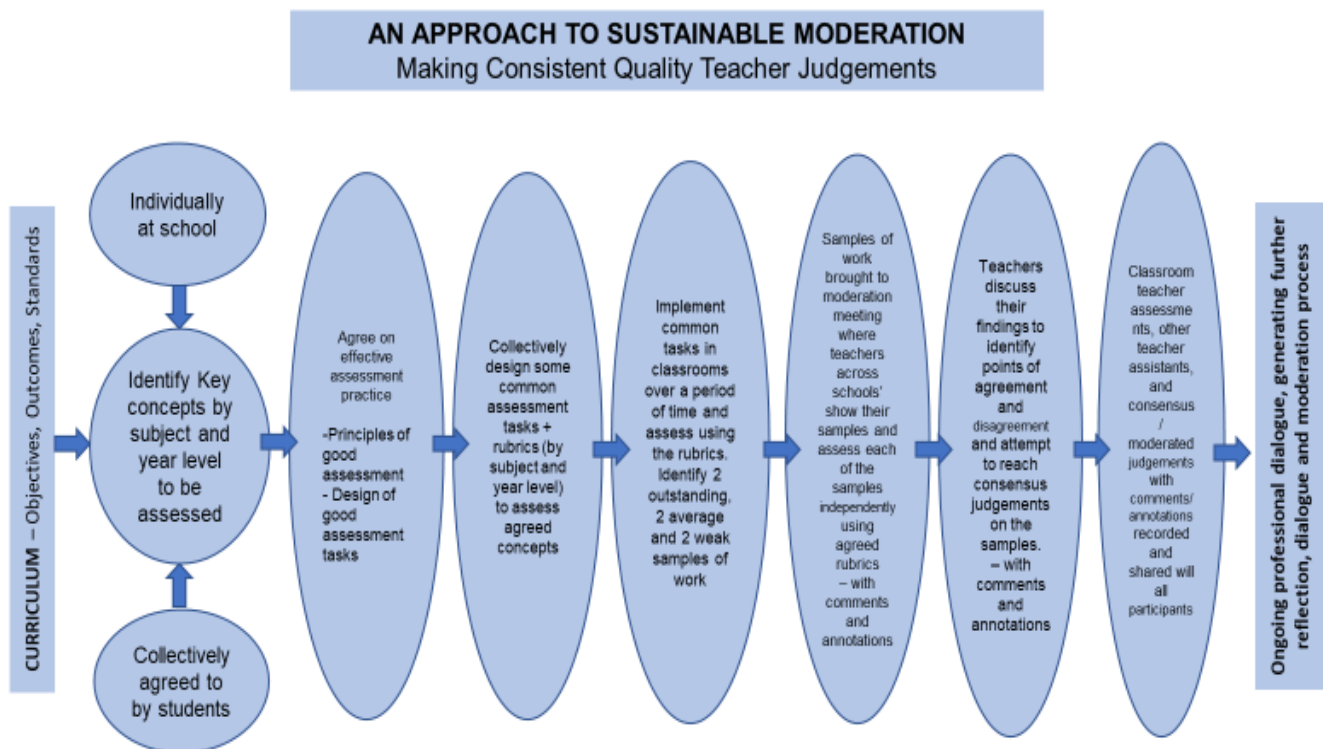 AN APPROACH TO SUSTAINABLE MODERATION
Making Consistent Quality Teacher Judgements
CURRICULUM – Objectives, Outcomes, Standards
Individually
at school
Identify Key
concepts by
subject and
year level
to be
assessed
Collectively
agreed to
by students
Agree on
effective
assessment
practice
-Principles of
good
assessment
- Design of
good
assessment
tasks
Collectively
design some
common
assessment
tasks +
rubrics (by
subject and
year level)
to assess
agreed
concepts
Implement
common
tasks in
classrooms
over a period
of time and
assess using
the rubrics.
Identify 2
outstanding,
2 average
and 2 weak
samples of
work
Samples of
work
brought to
moderation
meeting
where
teachers
across
schools'
show their
samples and
assess each
of the
samples
independently
using
agreed
rubrics
– with
comments
and
annotations
Teachers
discuss
their
findings to
identify
points of
agreement
and
disagreement
and attempt
to reach
consensus
judgements
on the
samples.
– with
comments
and
annotations
Classroom
teacher
assessme
nts, other
teacher
assistants,
and
consensus
/
moderated
judgements
with
comments/
annotations
recorded
and
shared will
all
participants
Ongoing professional dialogue, generating further
reflection, dialogue and moderation process